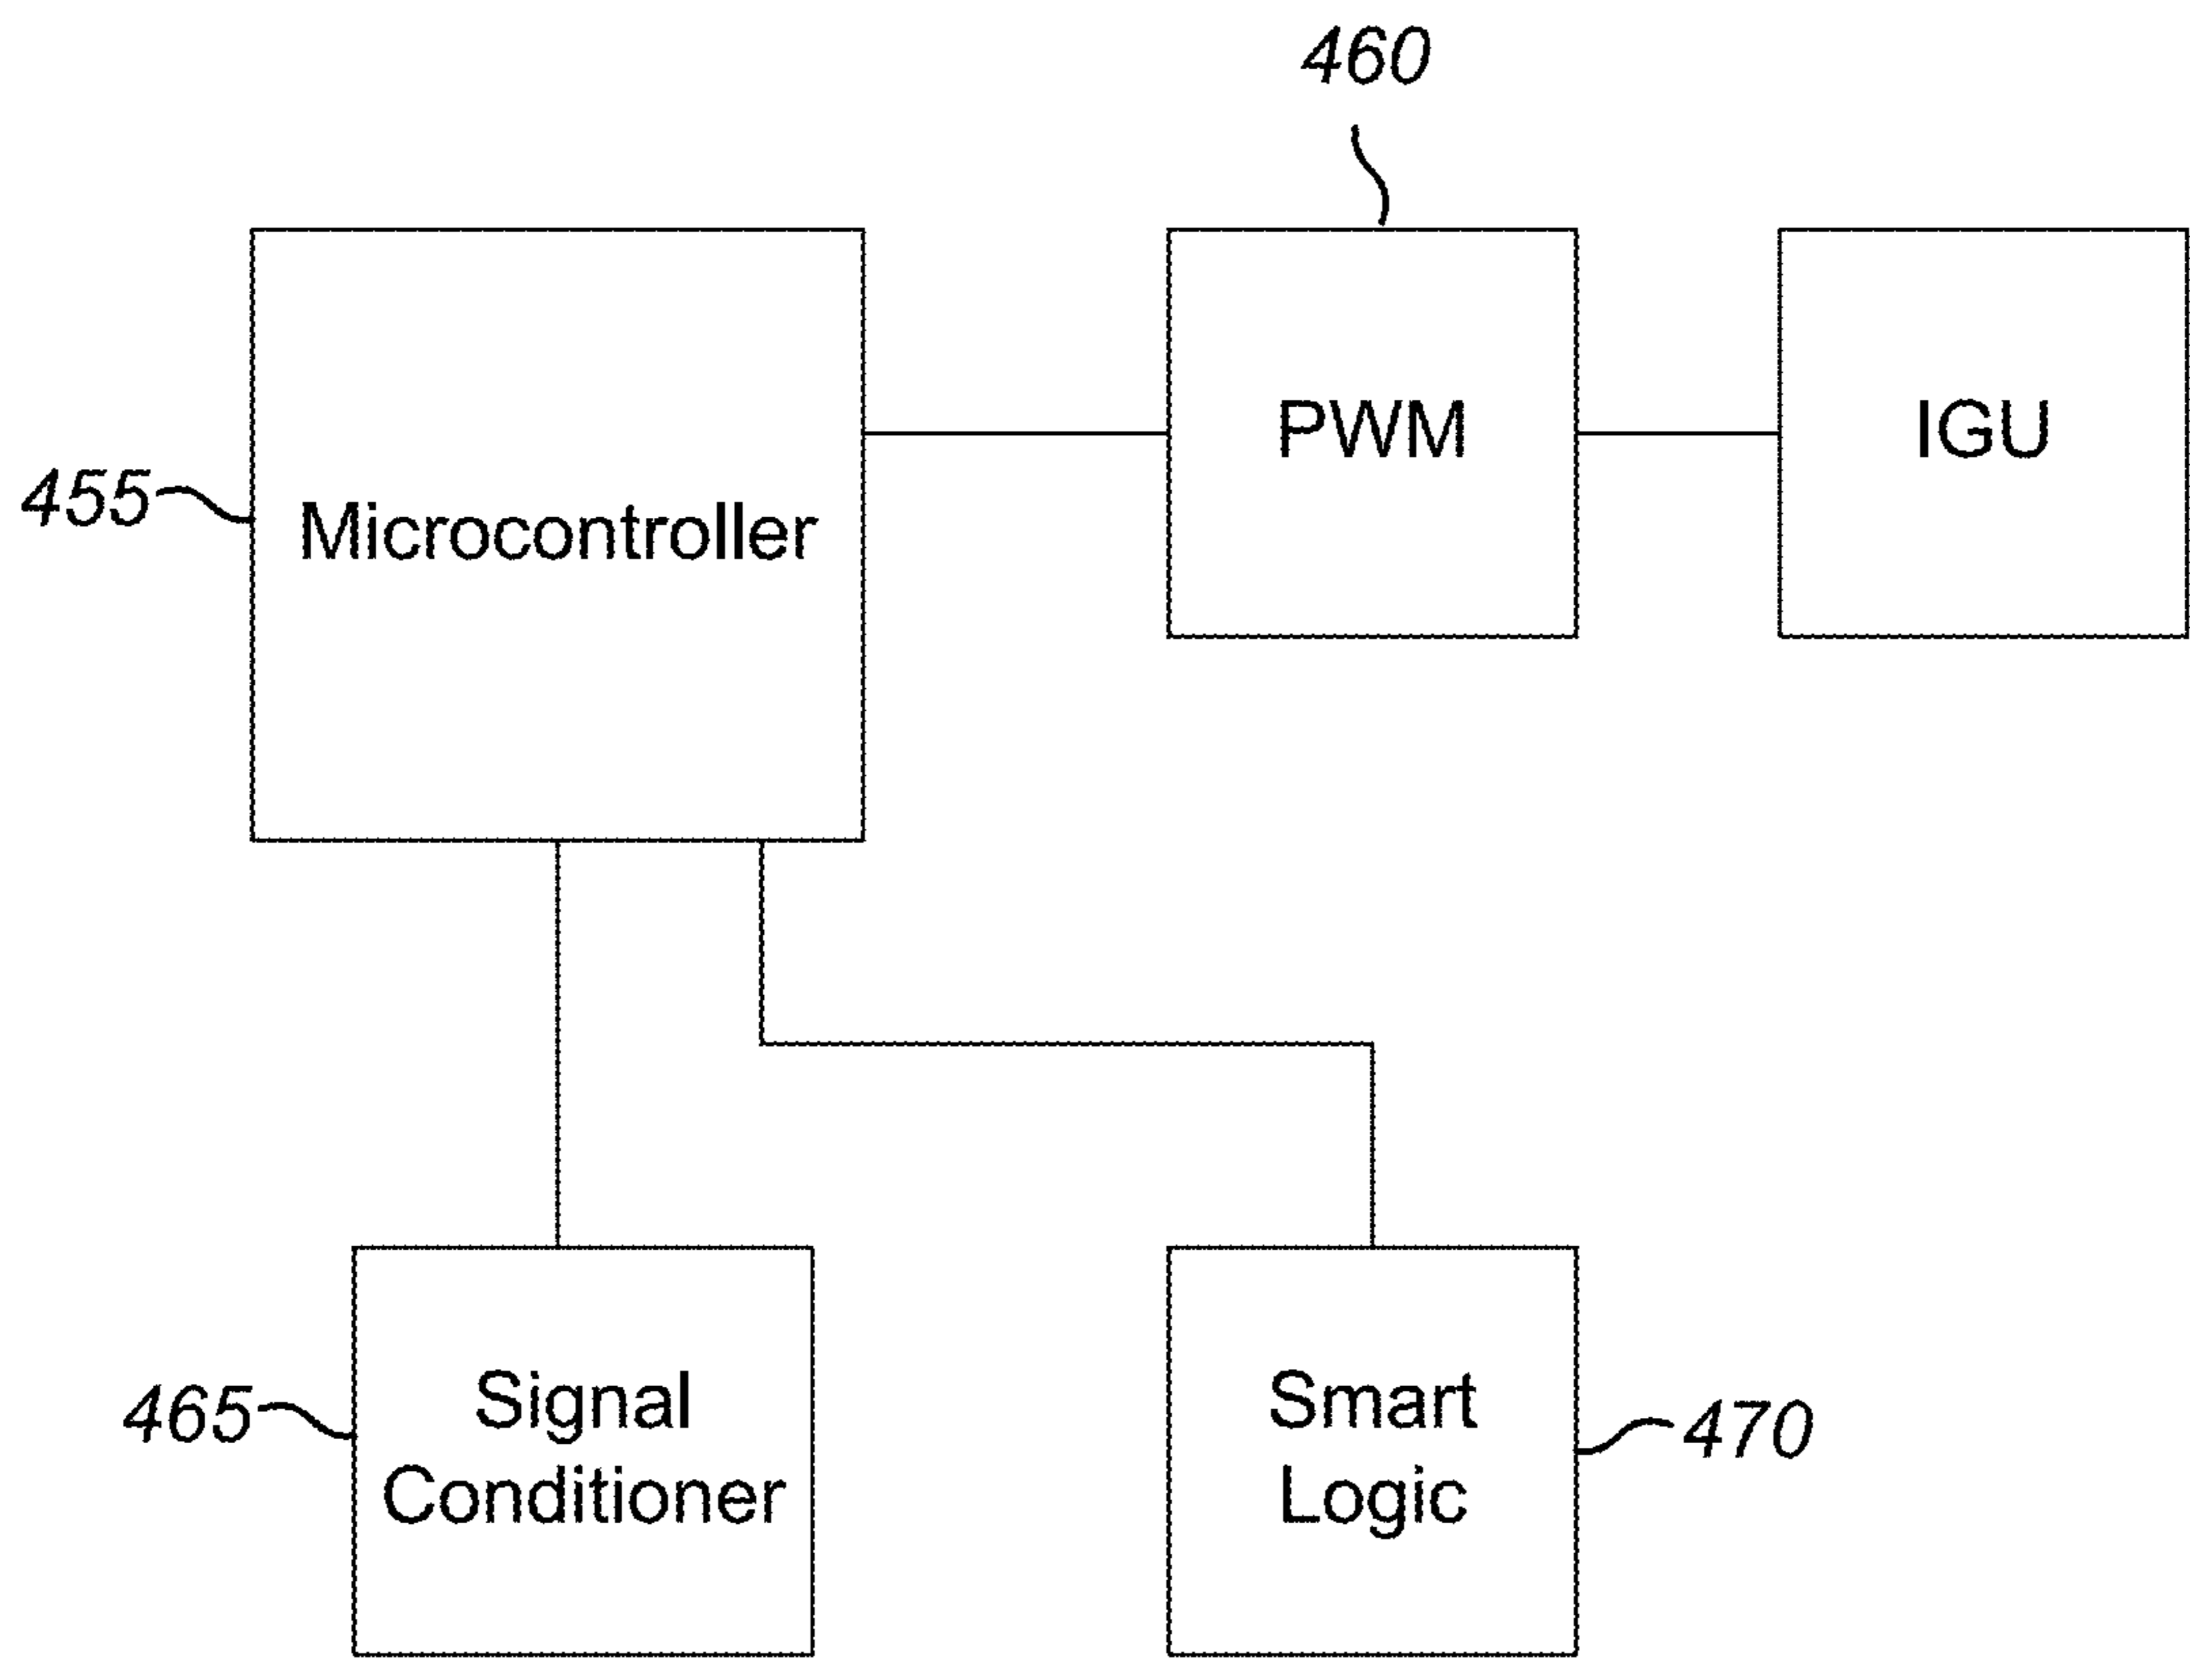 460
455
Microcontroller
PWM
IGU
465
Signal
Conditioner
Smart
Logic
470